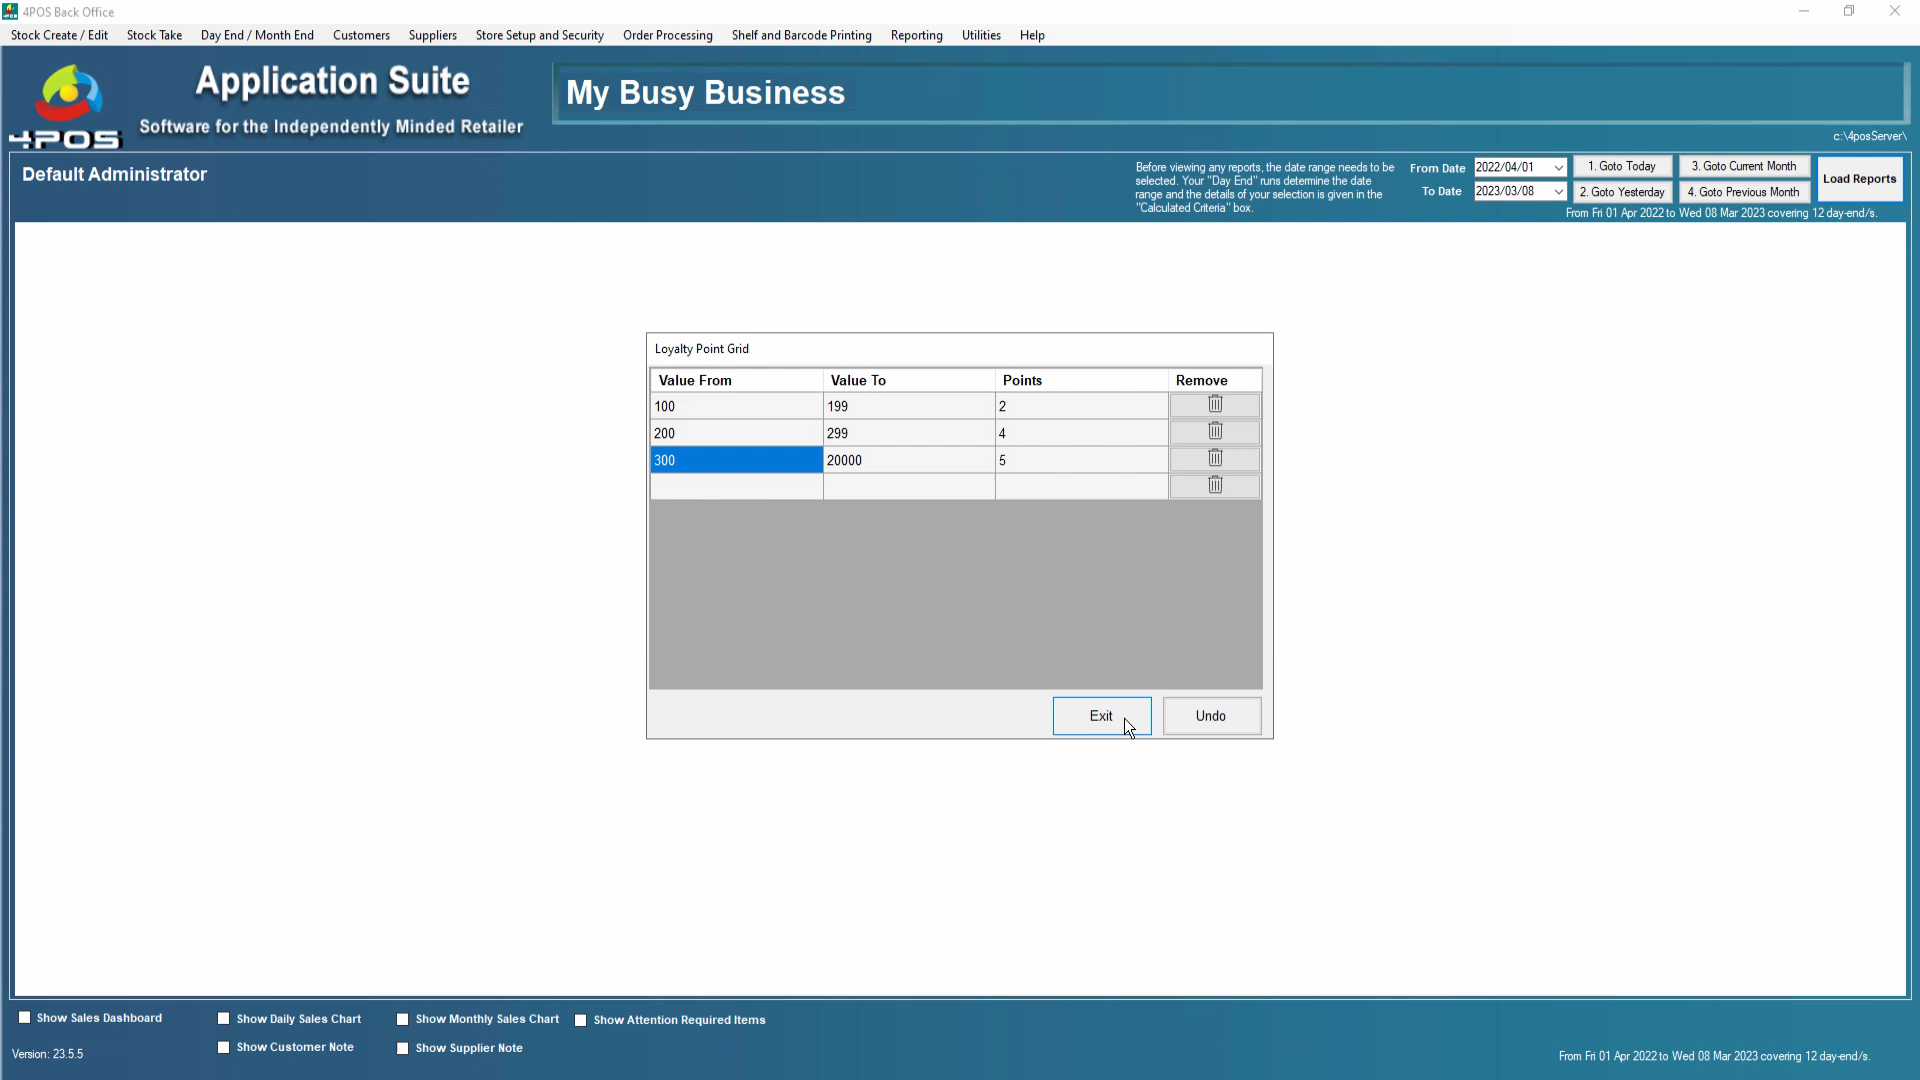 4POS Back Office
Stock Create / Edit Stock Take Day End / Month End Customers Suppliers Store Setup and Security Order Processing Shelf and Barcode Printing Reporting Utilities Help
4POS
Application Suite
Software for the Independently Minded Retailer
My Busy Business
c:\4posServer\
Default Administrator
Before viewing any reports, the date range needs to be
selected. Your "Day End" runs determine the date
range and the details of your selection is given in the
"Calculated Criteria" box.
From Date 2022/04/01 1. Goto Today 3. Goto Current Month
To Date 2023/03/08 2. Goto Yesterday 4. Goto Previous Month
Load Reports
From Fri 01 Apr 2022 to Wed 08 Mar 2023 covering 12 day-end/s.
Loyalty Point Grid
Value From Value To Points Remove
100 199 2
200 299 4
300 20000 5
Exit Undo
Show Sales Dashboard Show Daily Sales Chart Show Monthly Sales Chart Show Attention Required Items
Show Customer Note Show Supplier Note
Version: 23.5.5
From Fri 01 Apr 2022 to Wed 08 Mar 2023 covering 12 day-end/s.